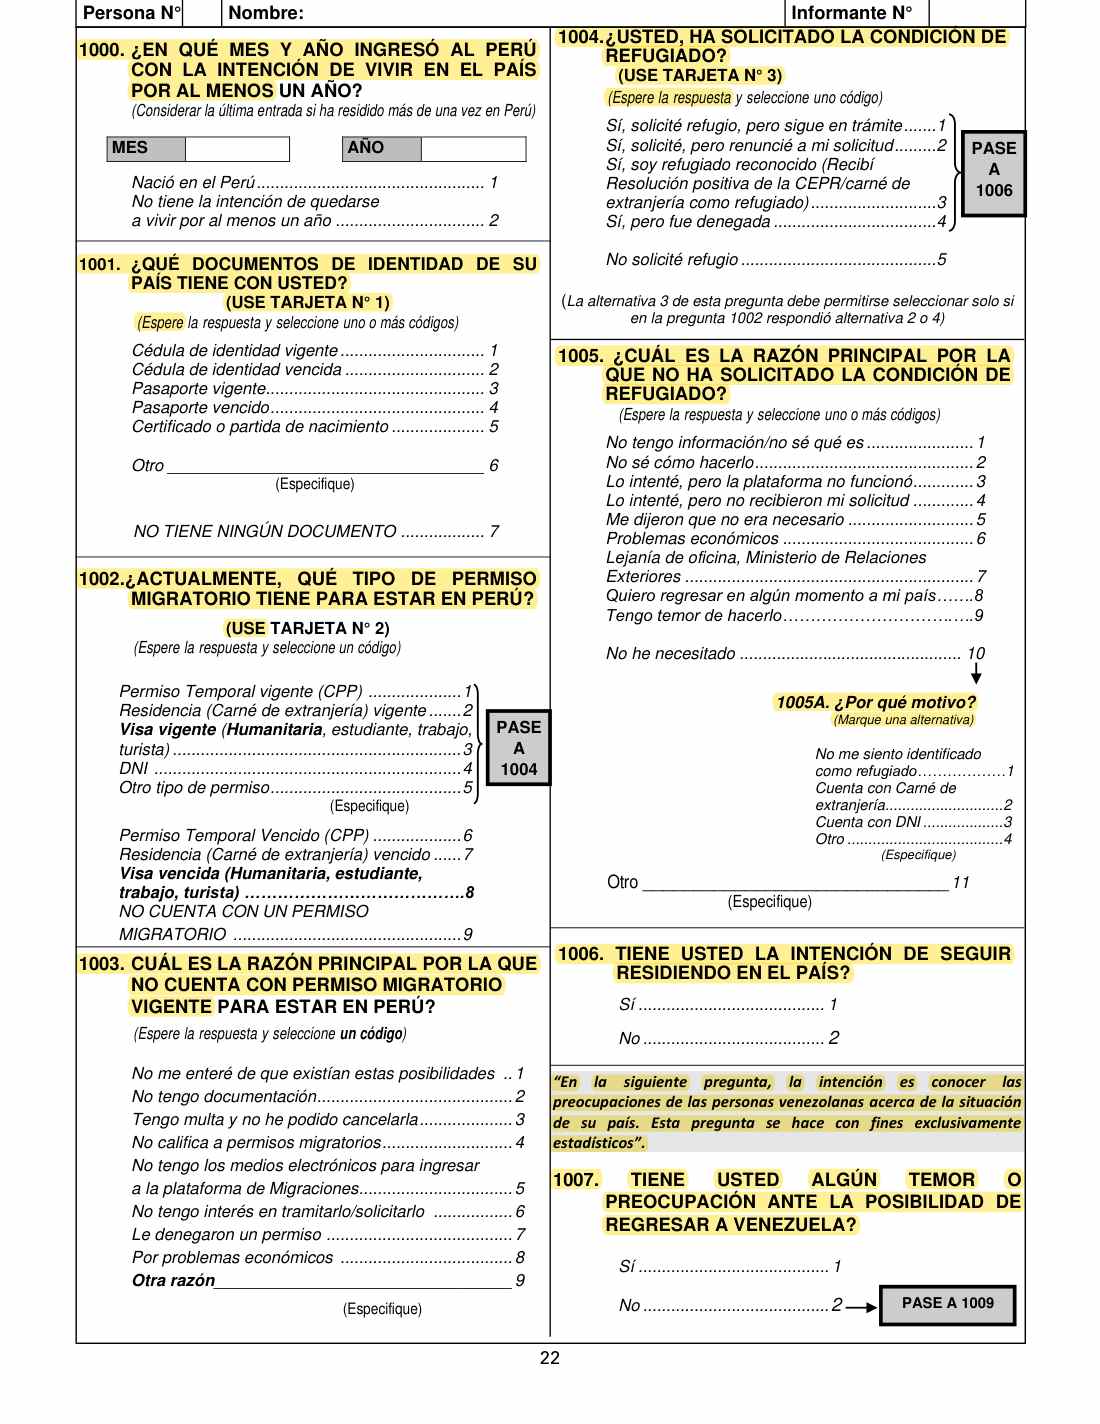 Persona N° Nombre: Informante N°
1000. ¿EN QUÉ MES Y AÑO INGRESÓ AL PERÚ
CON LA INTENCIÓN DE VIVIR EN EL PAÍS
POR AL MENOS UN AÑO?
(Considerar la última entrada si ha residido más de una vez en Perú)
MES AÑO
Nació en el Perú ................................................. 1
No tiene la intención de quedarse
a vivir por al menos un año ................................ 2
1001. ¿QUÉ DOCUMENTOS DE IDENTIDAD DE SU
PAÍS TIENE CON USTED?
(USE TARJETA N° 1)
(Espere la respuesta y seleccione uno o más códigos)
Cédula de identidad vigente ............................... 1
Cédula de identidad vencida .............................. 2
Pasaporte vigente............................................... 3
Pasaporte vencido.............................................. 4
Certificado o partida de nacimiento .................... 5
Otro __________________________________ 6
(Especifique)
NO TIENE NINGÚN DOCUMENTO .................. 7
1002.¿ACTUALMENTE, QUÉ TIPO DE PERMISO
MIGRATORIO TIENE PARA ESTAR EN PERÚ?
(USE TARJETA N° 2)
(Espere la respuesta y seleccione un código)
Permiso Temporal vigente (CPP) .................... 1
Residencia (Carné de extranjería) vigente ....... 2
Visa vigente (Humanitaria, estudiante, trabajo,
turista) .............................................................. 3
DNI .................................................................. 4
Otro tipo de permiso......................................... 5
(Especifique)
PASE
A
1004
Permiso Temporal Vencido (CPP) ................... 6
Residencia (Carné de extranjería) vencido ...... 7
Visa vencida (Humanitaria, estudiante,
trabajo, turista) ………………………………….8
NO CUENTA CON UN PERMISO
MIGRATORIO ................................................. 9
1003. CUÁL ES LA RAZÓN PRINCIPAL POR LA QUE
NO CUENTA CON PERMISO MIGRATORIO
VIGENTE PARA ESTAR EN PERÚ?
(Espere la respuesta y seleccione un código)
No me enteré de que existían estas posibilidades .. 1
No tengo documentación.......................................... 2
Tengo multa y no he podido cancelarla.................... 3
No califica a permisos migratorios............................ 4
No tengo los medios electrónicos para ingresar
a la plataforma de Migraciones................................. 5
No tengo interés en tramitarlo/solicitarlo ................. 6
Le denegaron un permiso ........................................ 7
Por problemas económicos ..................................... 8
Otra razón________________________________ 9
(Especifique)
1004.¿USTED, HA SOLICITADO LA CONDICIÓN DE
REFUGIADO?
(USE TARJETA N° 3)
(Espere la respuesta y seleccione uno código)
Sí, solicité refugio, pero sigue en trámite.......1
Sí, solicité, pero renuncié a mi solicitud.........2
Sí, soy refugiado reconocido (Recibí
Resolución positiva de la CEPR/carné de
extranjería como refugiado)...........................3
Sí, pero fue denegada ...................................4
PASE
A
1006
No solicité refugio ..........................................5
(La alternativa 3 de esta pregunta debe permitirse seleccionar solo si
en la pregunta 1002 respondió alternativa 2 o 4)
1005. ¿CUÁL ES LA RAZÓN PRINCIPAL POR LA
QUE NO HA SOLICITADO LA CONDICIÓN DE
REFUGIADO?
(Espere la respuesta y seleccione uno o más códigos)
No tengo información/no sé qué es ....................... 1
No sé cómo hacerlo............................................... 2
Lo intenté, pero la plataforma no funcionó............. 3
Lo intenté, pero no recibieron mi solicitud ............. 4
Me dijeron que no era necesario ........................... 5
Problemas económicos ......................................... 6
Lejanía de oficina, Ministerio de Relaciones
Exteriores .............................................................. 7
Quiero regresar en algún momento a mi país…….8
Tengo temor de hacerlo…………………………….9
No he necesitado ................................................ 10
1005A. ¿Por qué motivo?
(Marque una alternativa)
No me siento identificado
como refugiado………………1
Cuenta con Carné de
extranjería............................2
Cuenta con DNI ...................3
Otro .....................................4
(Especifique)
Otro _________________________________ 11
(Especifique)
1006. TIENE USTED LA INTENCIÓN DE SEGUIR
RESIDIENDO EN EL PAÍS?
Sí ........................................ 1
No ....................................... 2
“En la siguiente pregunta, la intención es conocer las
preocupaciones de las personas venezolanas acerca de la situación
de su país. Esta pregunta se hace con fines exclusivamente
estadísticos”.
1007. TIENE USTED ALGÚN TEMOR O
PREOCUPACIÓN ANTE LA POSIBILIDAD DE
REGRESAR A VENEZUELA?
Sí ......................................... 1
No ........................................ 2 PASE A 1009
22